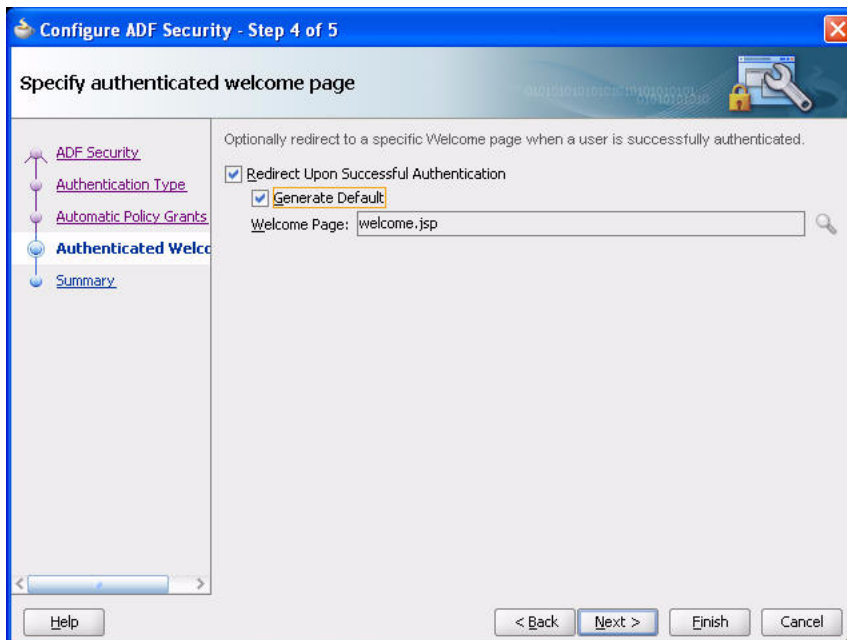 Configure ADF Security - Step 4 of 5
Specify authenticated welcome page
ADF Security
Authentication Type
Automatic Policy Grants
Authenticated Welco
Summary
Optionally redirect to a specific Welcome page when a user is successfully authenticated.
Redirect Upon Successful Authentication
Generate Default
Welcome Page: welcome.jsp
Help
< Back
Next >
Finish
Cancel